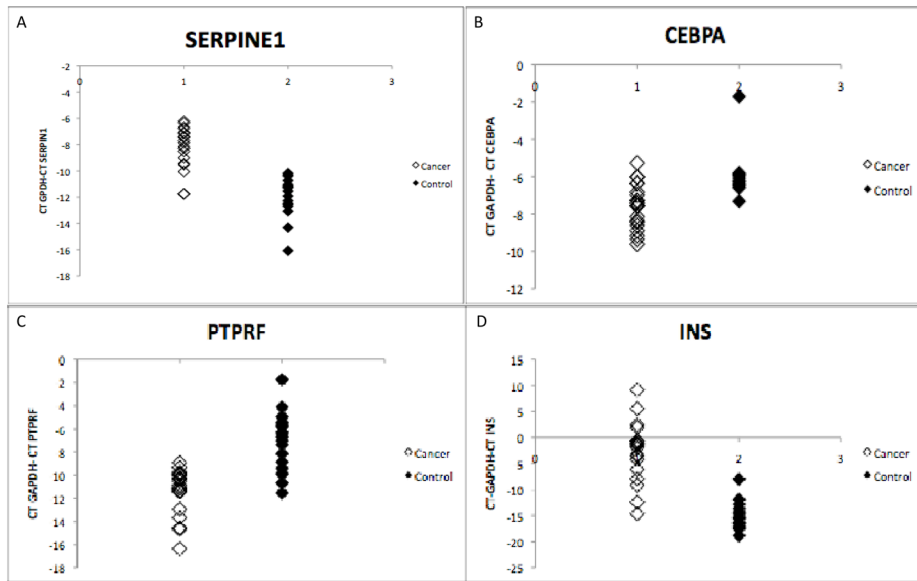 A
SERPINE1
-2
0 1 2 3
-4
-6
-8
-10
-12
-14
-16
-18
CT GPDH-CT SERPIN1
Cancer
Control
B
CEBPA
0
0 1 2 3
-2
-4
-6
-8
-10
-12
CT GAPDH- CT CEBPA
Cancer
Control
C
PTPRF
0
2
4
-6
-8
10
12
14
-16
-18
CT GAPDH- CT PTPRF
Cancer
Control
D
INS
15
10
5
0
0 1 2 3
-5
-10
-15
-20
-25
CT-GAPDH-CT INS
Cancer
Control